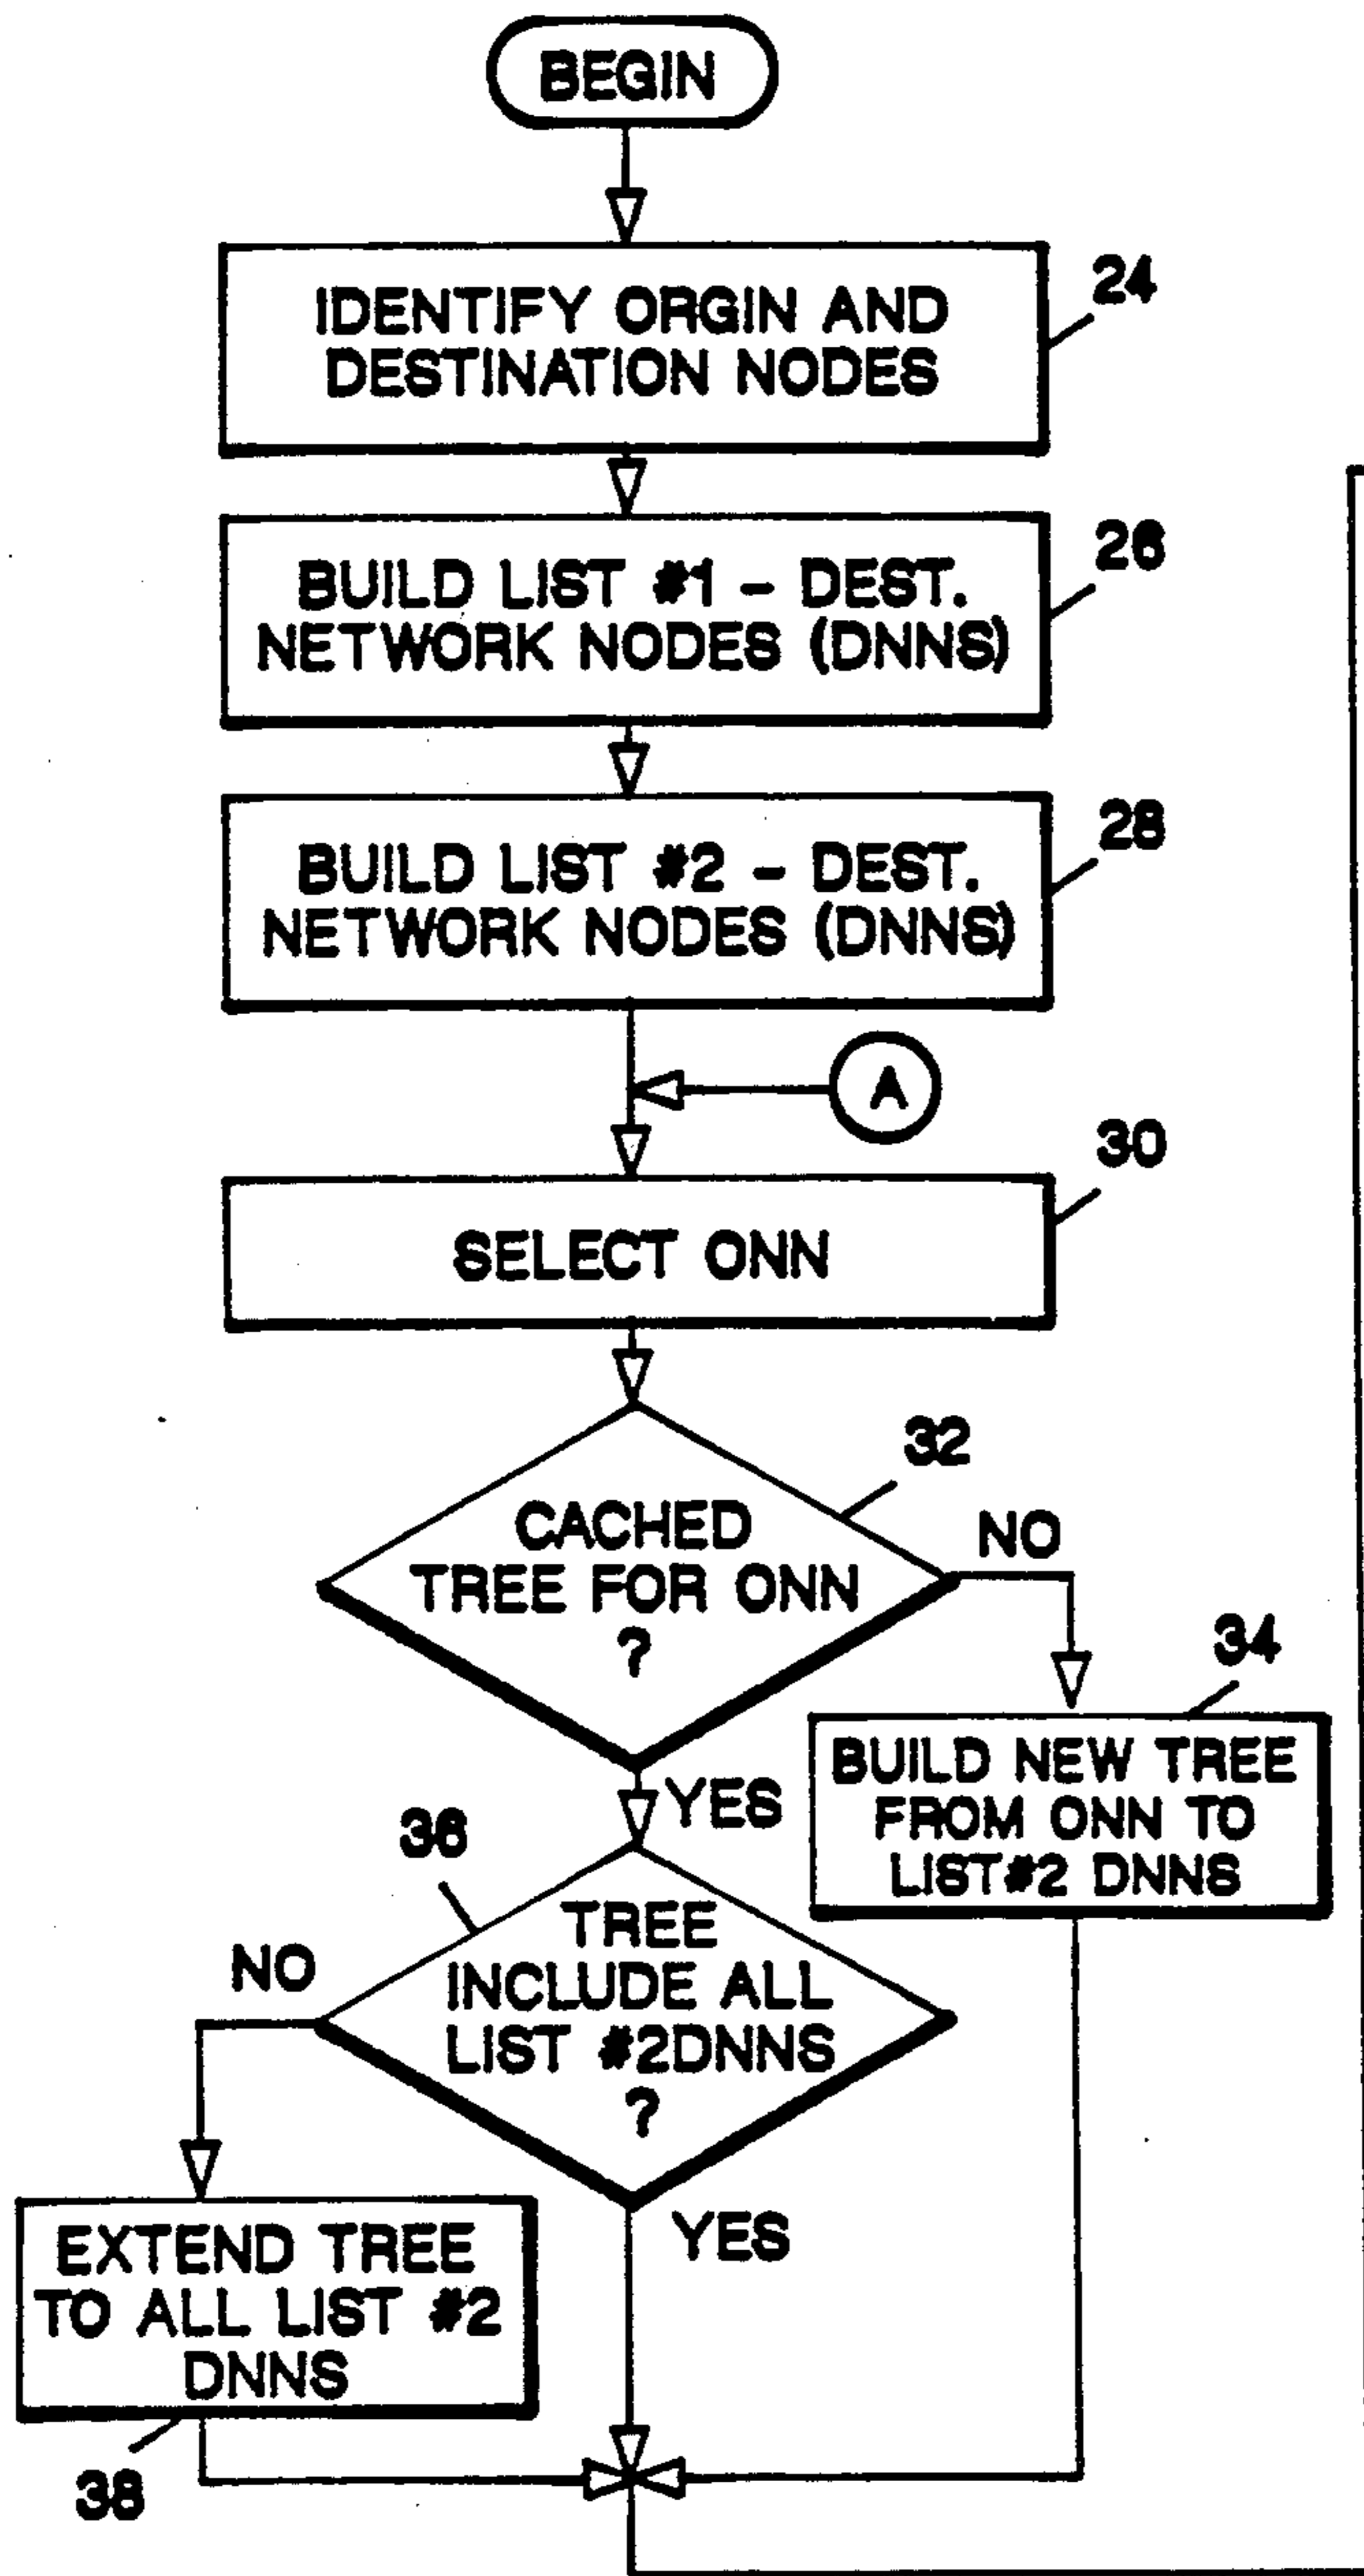 BEGIN
IDENTIFY ORGIN AND
DESTINATION NODES
24
BUILD LIST #1 – DEST.
NETWORK NODES (DNNS)
26
BUILD LIST #2 – DEST.
NETWORK NODES (DNNS)
28
A
30
SELECT ONN
32
CACHED
TREE FOR ONN
?
NO
34
BUILD NEW TREE
FROM ONN TO
LIST#2 DNNS
YES
36
TREE
INCLUDE ALL
LIST #2DNNS
?
NO
YES
EXTEND TREE
TO ALL LIST #2
DNNS
38